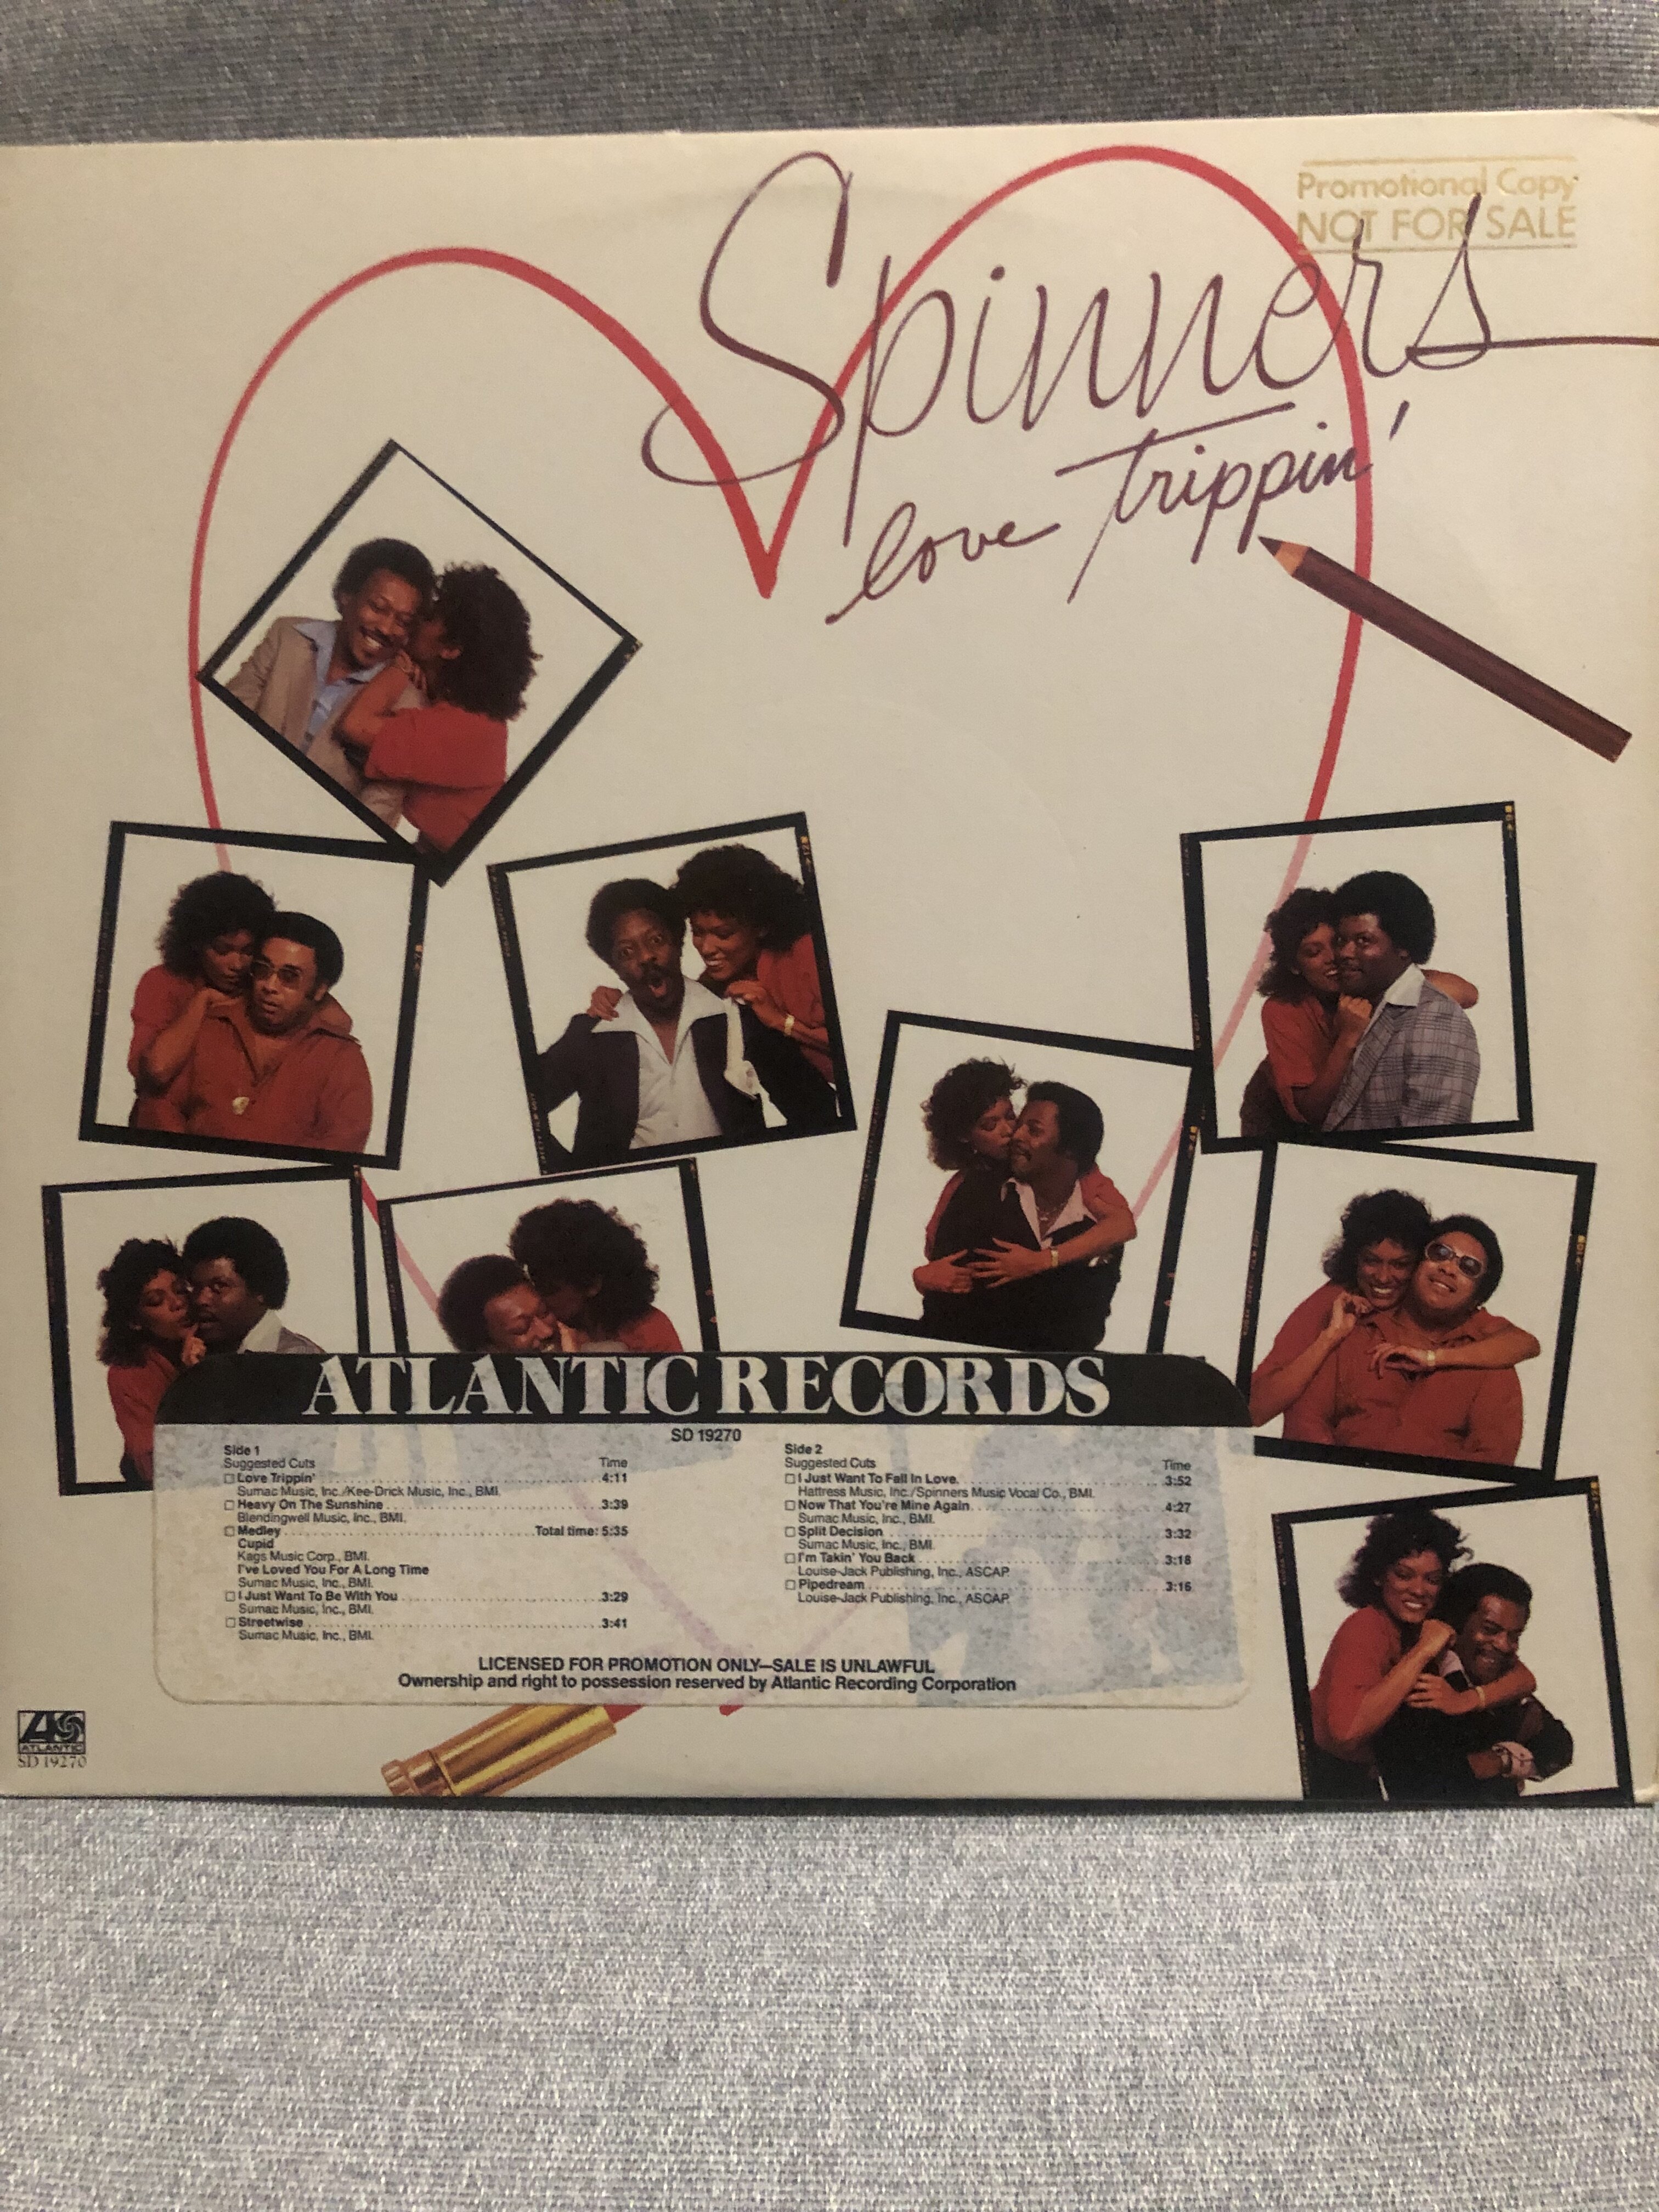 Promotional Copy
NOT FOR SALE
Spinners
love trippin'
ATLANTIC RECORDS
SD 19270
Side 1
Suggested Cuts Time
Love Trippin' 4:11
Sumac Music, Inc./Kee-Drick Music, Inc., BMI.
Heavy On The Sunshine 3:39
Blendingwell Music, Inc., BMI.
Medley Total time: 5:35
Cupid
Kags Music Corp., BMI.
I've Loved You For A Long Time
Sumac Music, Inc., BMI.
I Just Want To Be With You 3:29
Sumac Music, Inc., BMI.
Streetwise 3:41
Sumac Music, Inc., BMI.
Side 2
Suggested Cuts Time
I Just Want To Fall In Love. 3:52
Hattress Music, Inc./Spinners Music Vocal Co., BMI.
Now That You're Mine Again 4:27
Sumac Music, Inc., BMI.
Split Decision 3:32
Sumac Music, Inc., BMI.
I'm Takin' You Back 3:18
Louise-Jack Publishing, Inc., ASCAP.
Pipedream 3:16
Louise-Jack Publishing, Inc., ASCAP.
LICENSED FOR PROMOTION ONLY—SALE IS UNLAWFUL
Ownership and right to possession reserved by Atlantic Recording Corporation
ATLANTIC
SD 19270